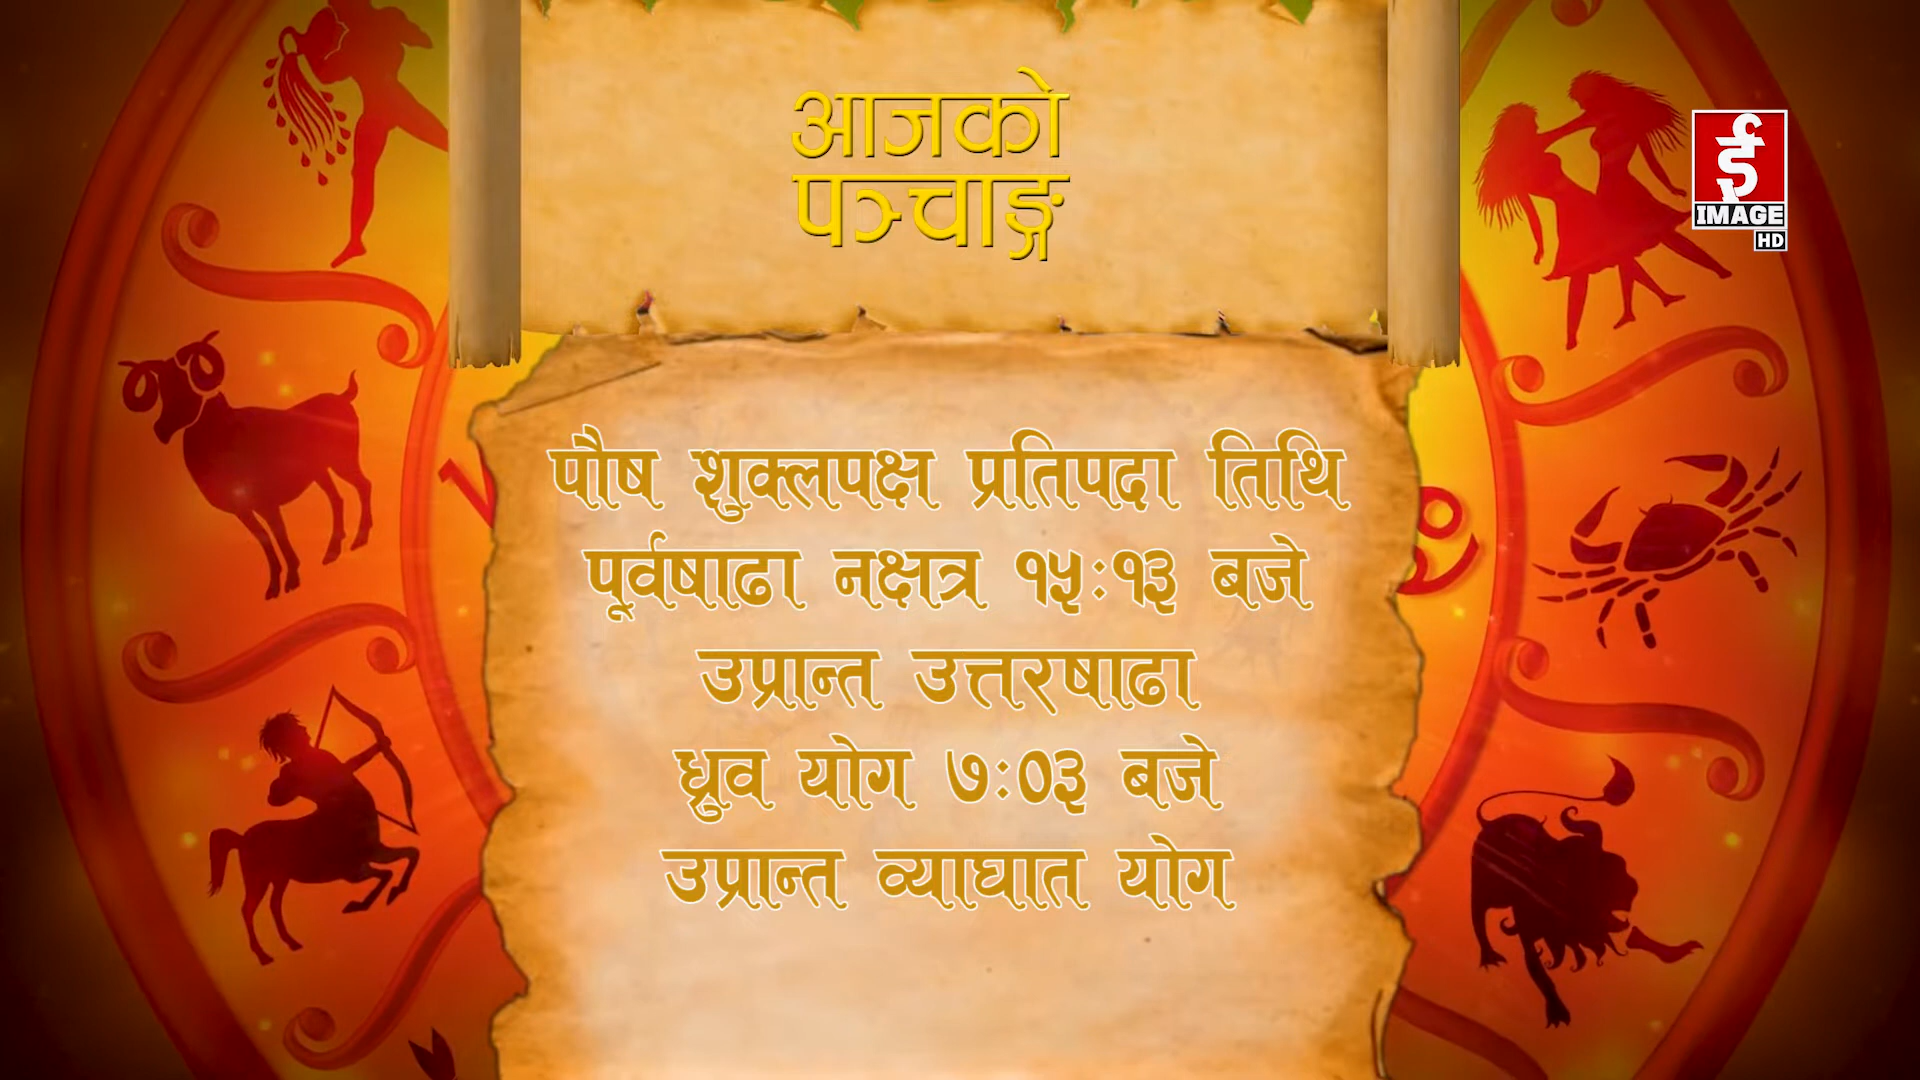 आजको
पञ्चाङ्ग
IMAGE
HD
पौष शुक्लपक्ष प्रतिपदा तिथि
पूर्वषाढा नक्षत्र १५:१३ बजे
उप्रान्त उत्तरषाढा
ध्रुव योग ७:०३ बजे
उप्रान्त व्याघात योग